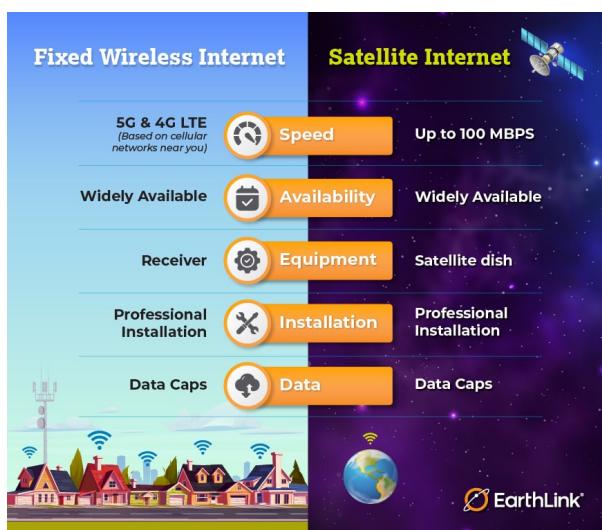 Fixed Wireless Internet
Satellite Internet
5G & 4G LTE
(Based on cellular
networks near you)
Speed
Up to 100 MBPS
Widely Available
Availability
Widely Available
Receiver
Equipment
Satellite dish
Professional
Installation
Installation
Professional
Installation
Data Caps
Data
Data Caps
EarthLink®